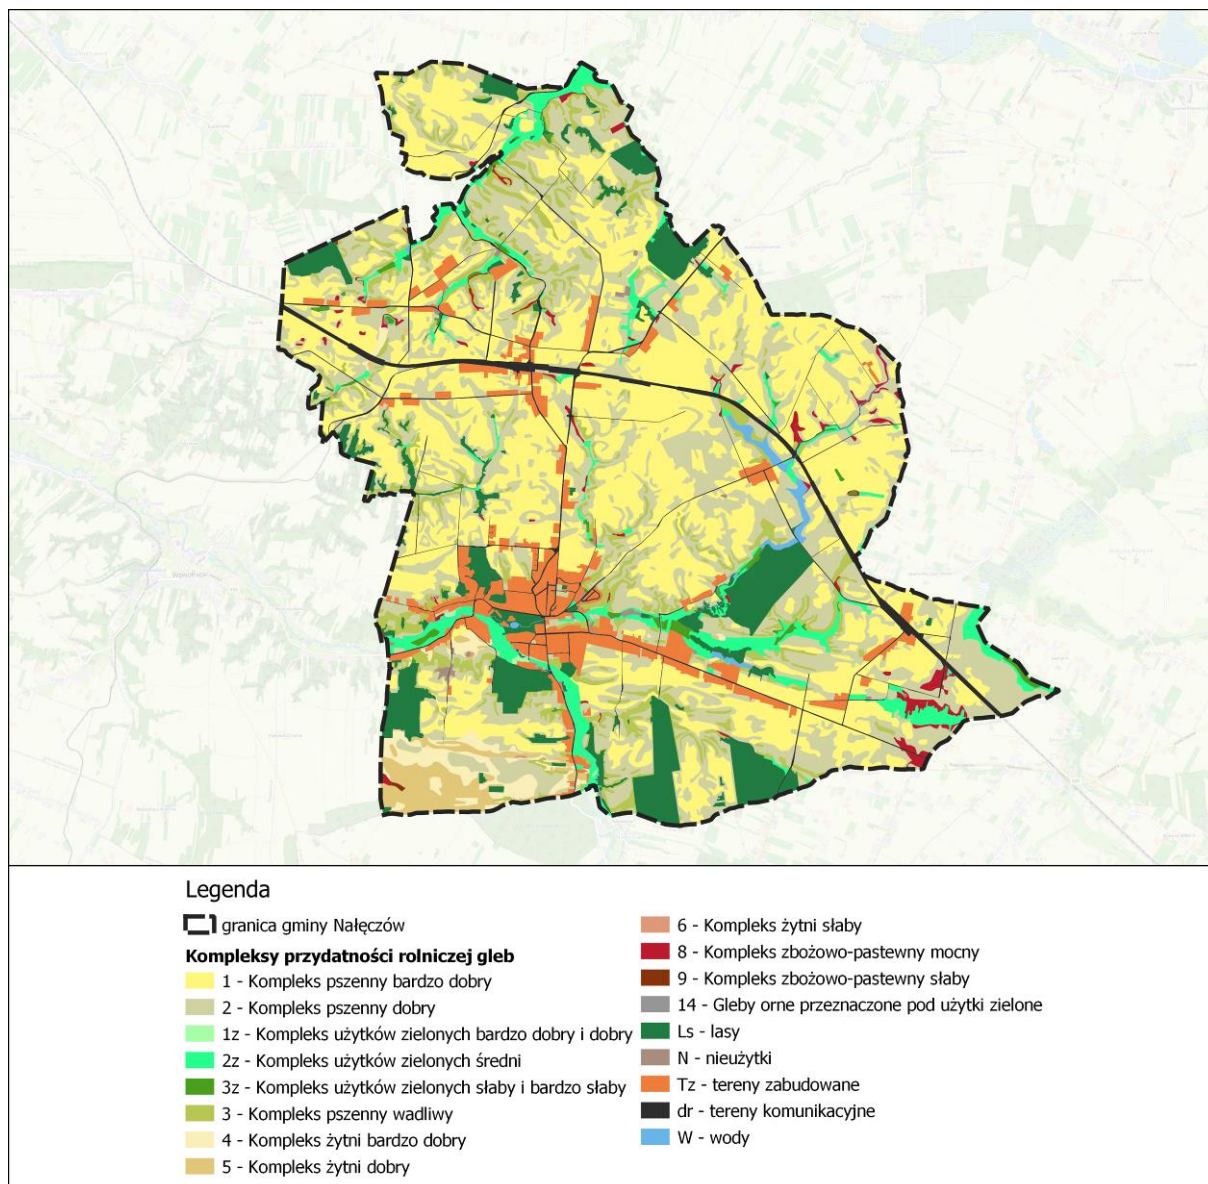 Legenda
granica gminy Nałęczów
Kompleksy przydatności rolniczej gleb
1 - Kompleks pszenny bardzo dobry
2 - Kompleks pszenny dobry
1z - Kompleks użytków zielonych bardzo dobry i dobry
2z - Kompleks użytków zielonych średni
3z - Kompleks użytków zielonych słaby i bardzo słaby
3 - Kompleks pszenny wadliwy
4 - Kompleks żytni bardzo dobry
5 - Kompleks żytni dobry
6 - Kompleks żytni słaby
8 - Kompleks zbożowo-pastewny mocny
9 - Kompleks zbożowo-pastewny słaby
14 - Gleby orne przeznaczone pod użytki zielone
Ls - lasy
N - nieużytki
Tz - tereny zabudowane
dr - tereny komunikacyjne
W - wody